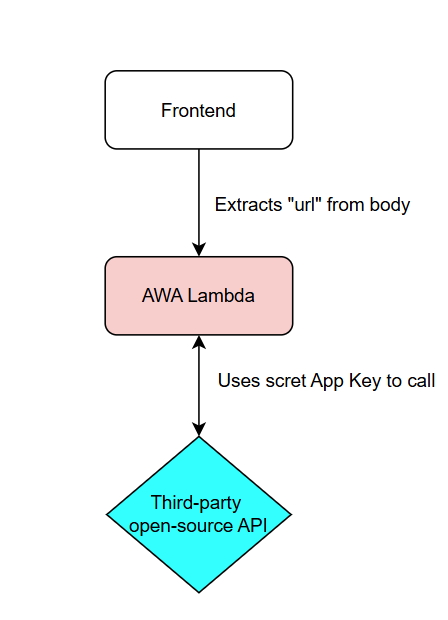 Frontend
Extracts "url" from body
AWA Lambda
Uses scret App Key to call
Third-party
open-source API